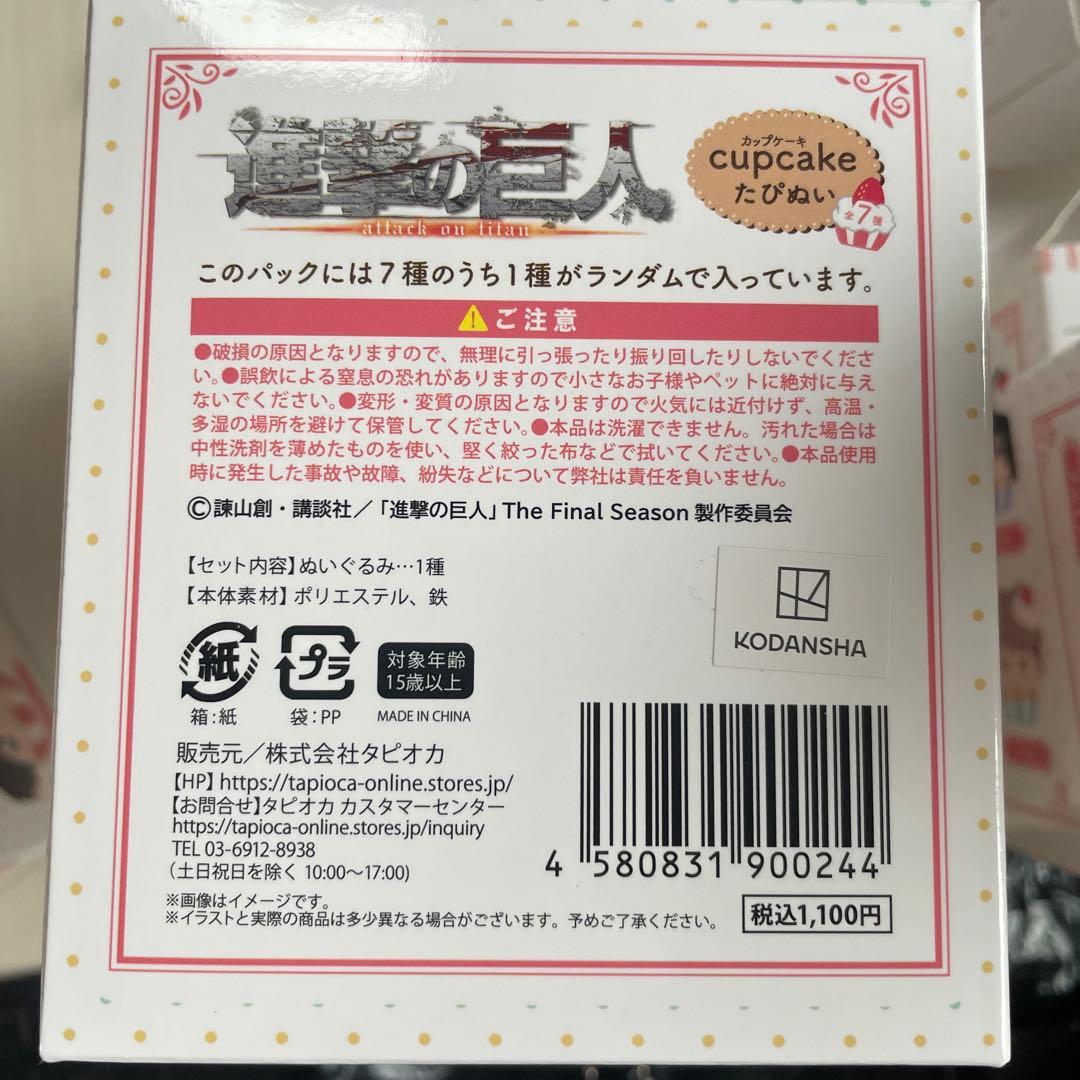 進撃の巨人
attack on titan
カップケーキ
cupcake
たぴぬい
全7種
このパックには7種のうち1種がランダムで入っています。
ご注意
●破損の原因となりますので、無理に引っ張ったり振り回したりしないでくださ
い。●誤飲による窒息の恐れがありますので小さなお子様やペットに絶対に与え
ないでください。●変形・変質の原因となりますので火気には近付けず、高温・
多湿の場所を避けて保管してください。●本品は洗濯できません。汚れた場合は
中性洗剤を薄めたものを使い、堅く絞った布などで拭いてください。●本品使用
時に発生した事故や故障、紛失などについて弊社は責任を負いません。
©諫山創・講談社／「進撃の巨人」The Final Season 製作委員会
【セット内容】ぬいぐるみ…1種
【本体素材】ポリエステル、鉄
KODANSHA
紙
プラ
対象年齢
15歳以上
箱:紙
袋:PP
MADE IN CHINA
販売元／株式会社タピオカ
【HP】https://tapioca-online.stores.jp/
【お問合せ】タピオカ カスタマーセンター
https://tapioca-online.stores.jp/inquiry
TEL 03-6912-8938
（土日祝日を除く 10:00～17:00)
4 580831 900244
※画像はイメージです。
※イラストと実際の商品は多少異なる場合がございます。予めご了承ください。
税込1,100円